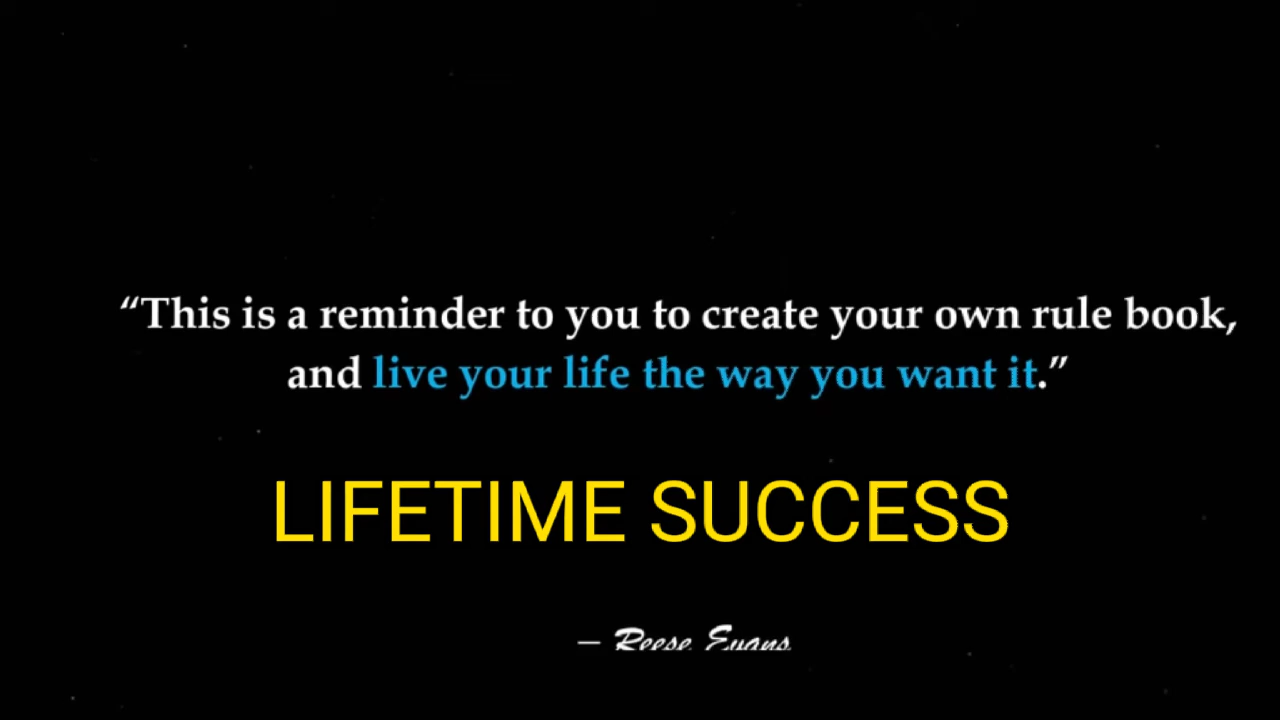 “This is a reminder to you to create your own rule book,
and live your life the way you want it.”
LIFETIME SUCCESS
— Reese Evans